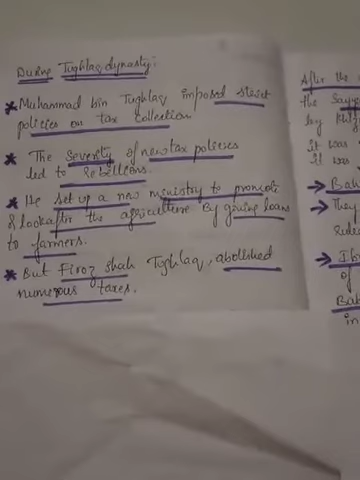 During Tughlaq dynasty:
* Muhammad bin Tughlaq imposed strict
policies on tax collection
* The severity of new tax policies
led to rebellions.
* He set up a new ministry to promote
& look after the agriculture by giving loans
to farmers.
* But Firoz Shah Tughlaq, abolished
numerous taxes.
After the
the Sayy
by Khi
It was
It was
→ Bah
→ They
→ Ib
of
Bah
in